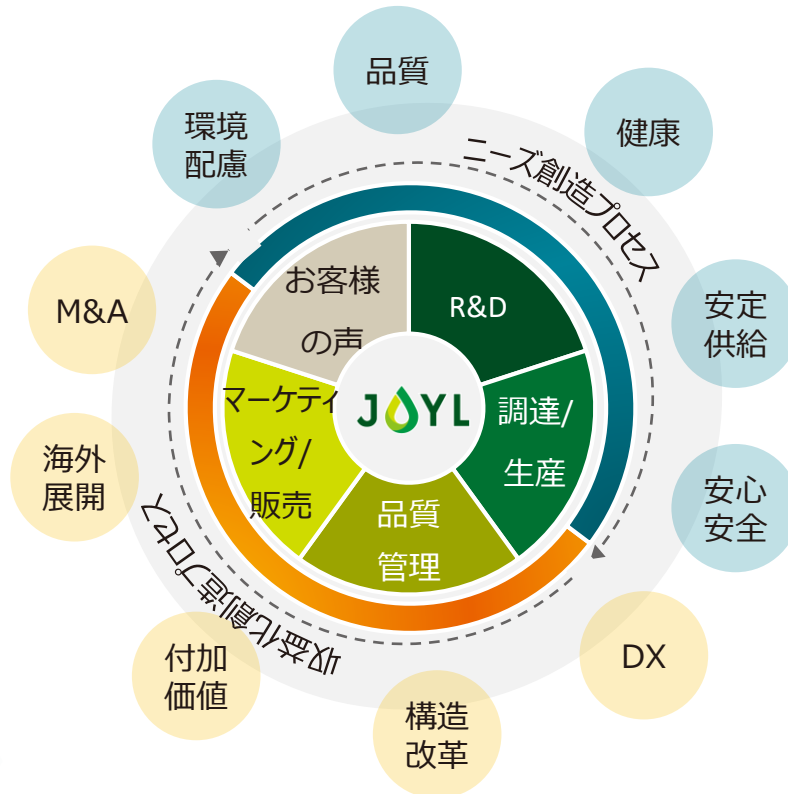 品質
環境
配慮
健康
ニーズ創造プロセス
M&A
お客様
の声
R&D
安定
供給
マーケティ
ング/
販売
JOYL
調達/
生産
海外
展開
品質
管理
安心
安全
収益化創造プロセス
付加
価値
構造
改革
DX